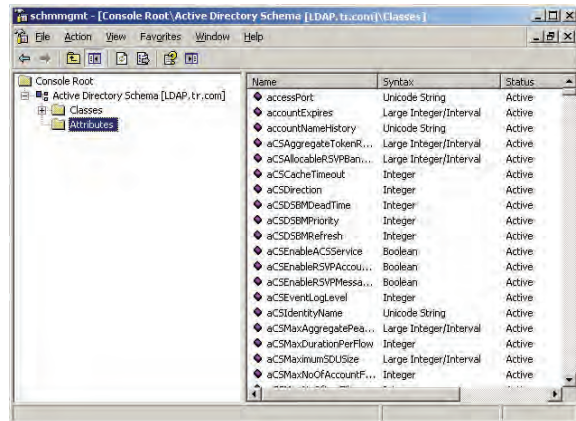 schmmgmt - [Console Root\Active Directory Schema [LDAP.tr.com]\Classes]
File Action View Favorites Window Help
Console Root
Active Directory Schema [LDAP.tr.com]
Classes
Attributes
Name Syntax Status
accessPort Unicode String Active
accountExpires Large Integer/Interval Active
accountNameHistory Unicode String Active
aCSAggregateTokenR... Large Integer/Interval Active
aCSAllocableRSVPBan... Large Integer/Interval Active
aCSCacheTimeout Integer Active
aCSDirection Integer Active
aCSDSBMDeadTime Integer Active
aCSDSBMPriority Integer Active
aCSDSBMRefresh Integer Active
aCSEnableACSService Boolean Active
aCSEnableRSVPAccou... Boolean Active
aCSEnableRSVPMessa... Boolean Active
aCSEventLogLevel Integer Active
aCSIdentityName Unicode String Active
aCSMaxAggregatePea... Large Integer/Interval Active
aCSMaxDurationPerFlow Integer Active
aCSMaximumSDUSize Large Integer/Interval Active
aCSMaxNoOfAccountF... Integer Active